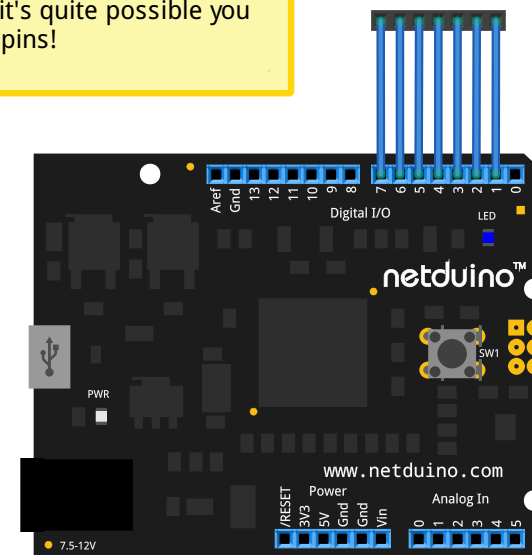 it's quite possible you
pins!
Aref
Gnd
13
12
11
10
9
8
7
6
5
4
3
2
1
0
Digital I/O
LED
netduino™
SW1
PWR
www.netduino.com
Power
Analog In
/RESET
3V3
5V
Gnd
Gnd
Vin
0
1
2
3
4
5
7.5-12V